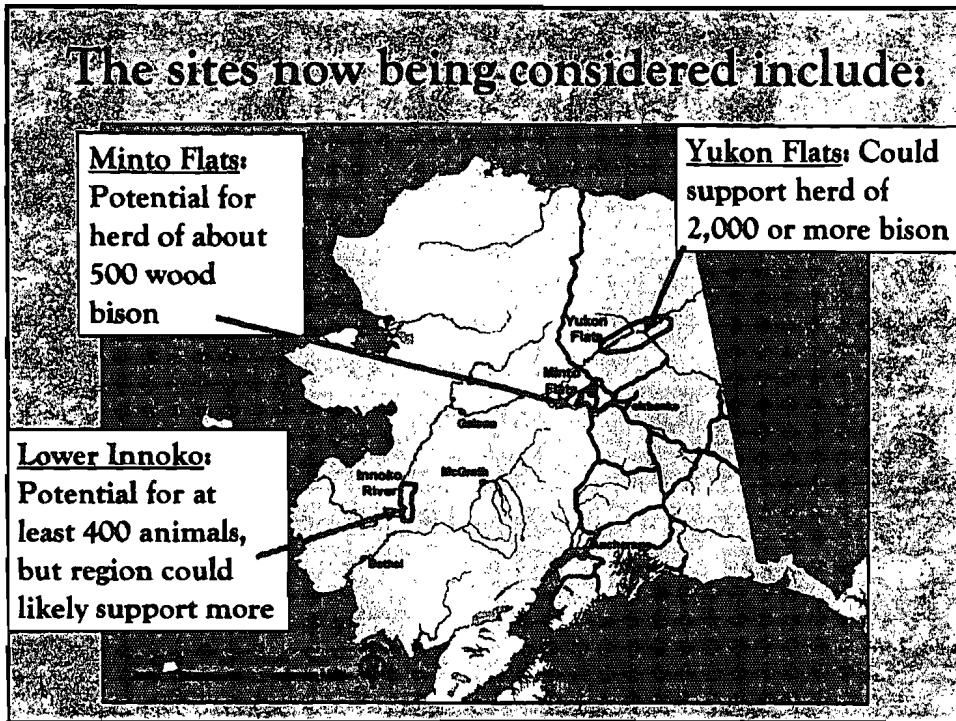 The sites now being considered include:
Minto Flats:
Potential for
herd of about
500 wood
bison
Yukon Flats: Could
support herd of
2,000 or more bison
Yukon
Flats
Minto
Flats
Galena
Lower Innoko:
Potential for at
least 400 animals,
but region could
likely support more
Innoko
River
McGrath
Bethel